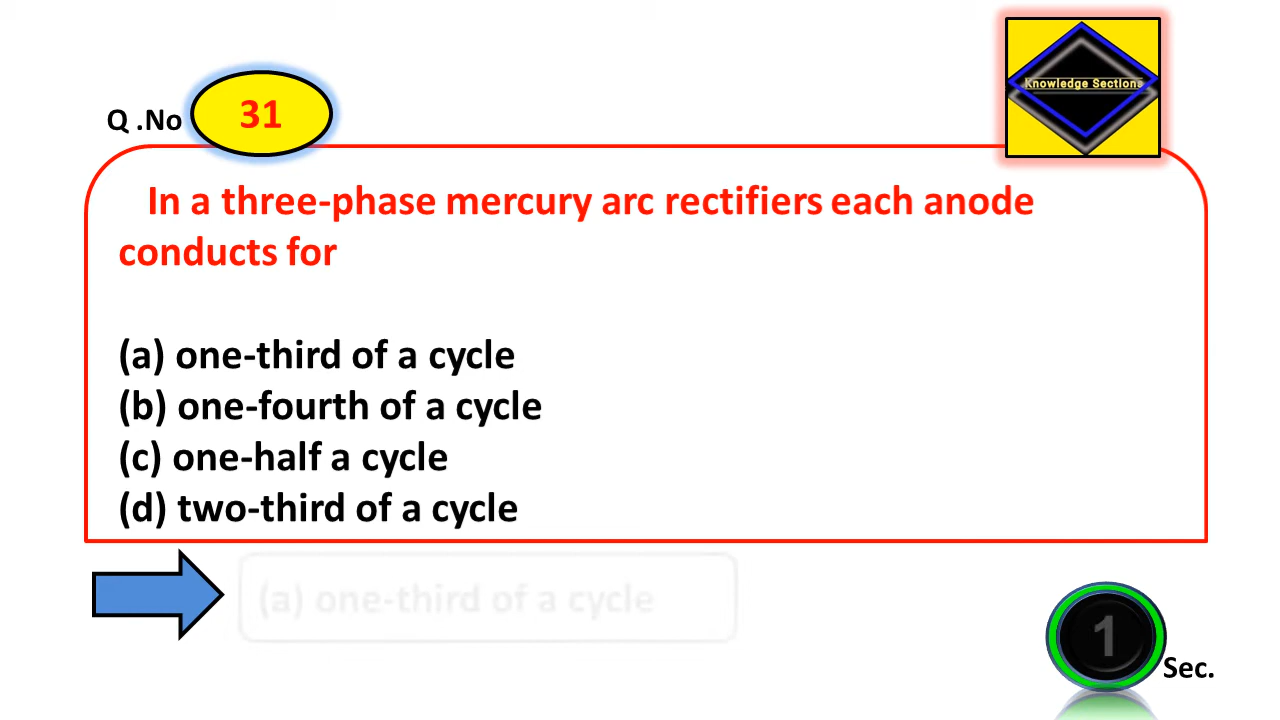 Knowledge Sections
Q .No 31
In a three-phase mercury arc rectifiers each anode
conducts for
(a) one-third of a cycle
(b) one-fourth of a cycle
(c) one-half a cycle
(d) two-third of a cycle
(a) one-third of a cycle
1 Sec.